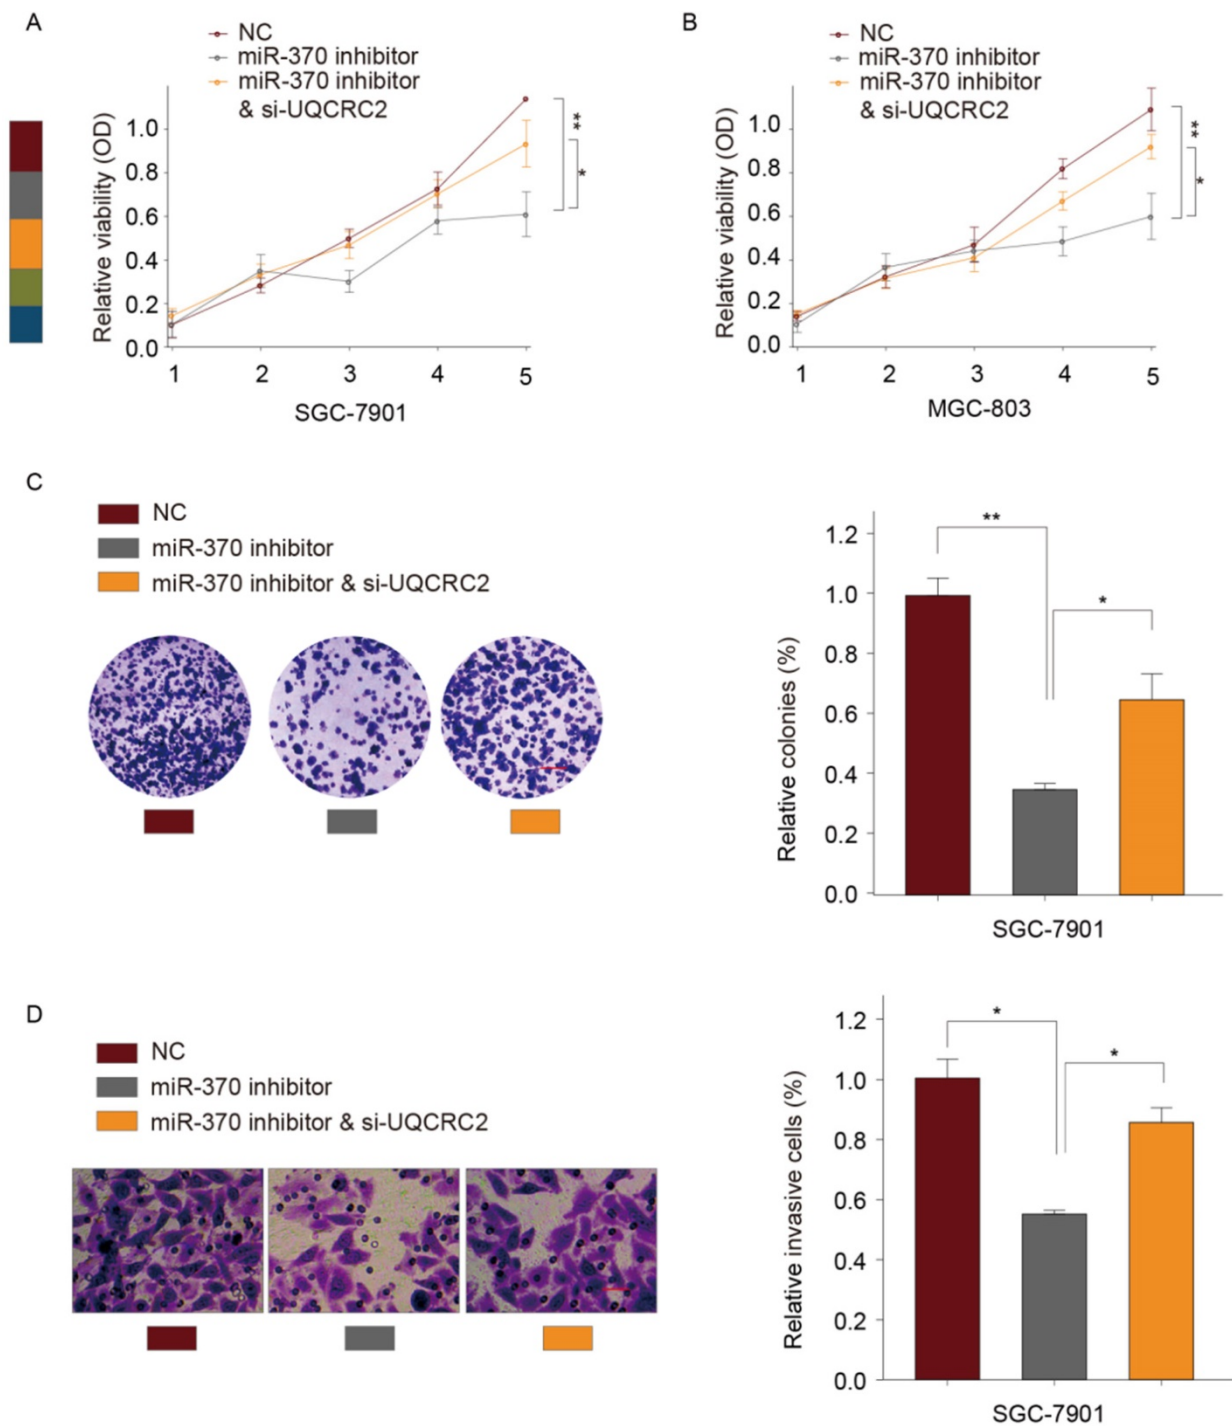 A
NC
miR-370 inhibitor
miR-370 inhibitor
& si-UQCRC2
Relative viability (OD)
1.0
0.8
0.6
0.4
0.2
0.0
1 2 3 4 5
**
*
SGC-7901
B
NC
miR-370 inhibitor
miR-370 inhibitor
& si-UQCRC2
Relative viability (OD)
1.0
0.8
0.6
0.4
0.2
0.0
1 2 3 4 5
**
*
MGC-803
C
NC
miR-370 inhibitor
miR-370 inhibitor & si-UQCRC2
Relative colonies (%)
1.2
1.0
0.8
0.6
0.4
0.2
0.0
**
*
SGC-7901
D
NC
miR-370 inhibitor
miR-370 inhibitor & si-UQCRC2
Relative invasive cells (%)
1.2
1.0
0.8
0.6
0.4
0.2
0.0
*
*
SGC-7901